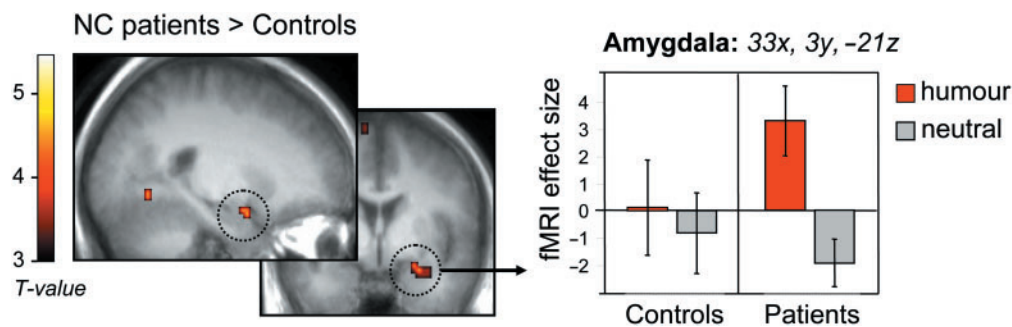 NC patients > Controls
5
4
3
T-value
Amygdala: 33x, 3y, –21z
fMRI effect size
4
3
2
1
0
–1
–2
Controls
Patients
humour
neutral